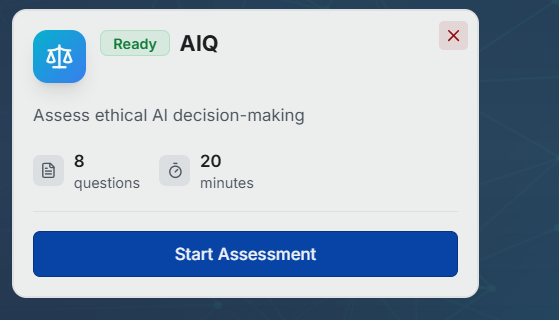 Ready AIQ
Assess ethical AI decision-making
8 questions
20 minutes
Start Assessment